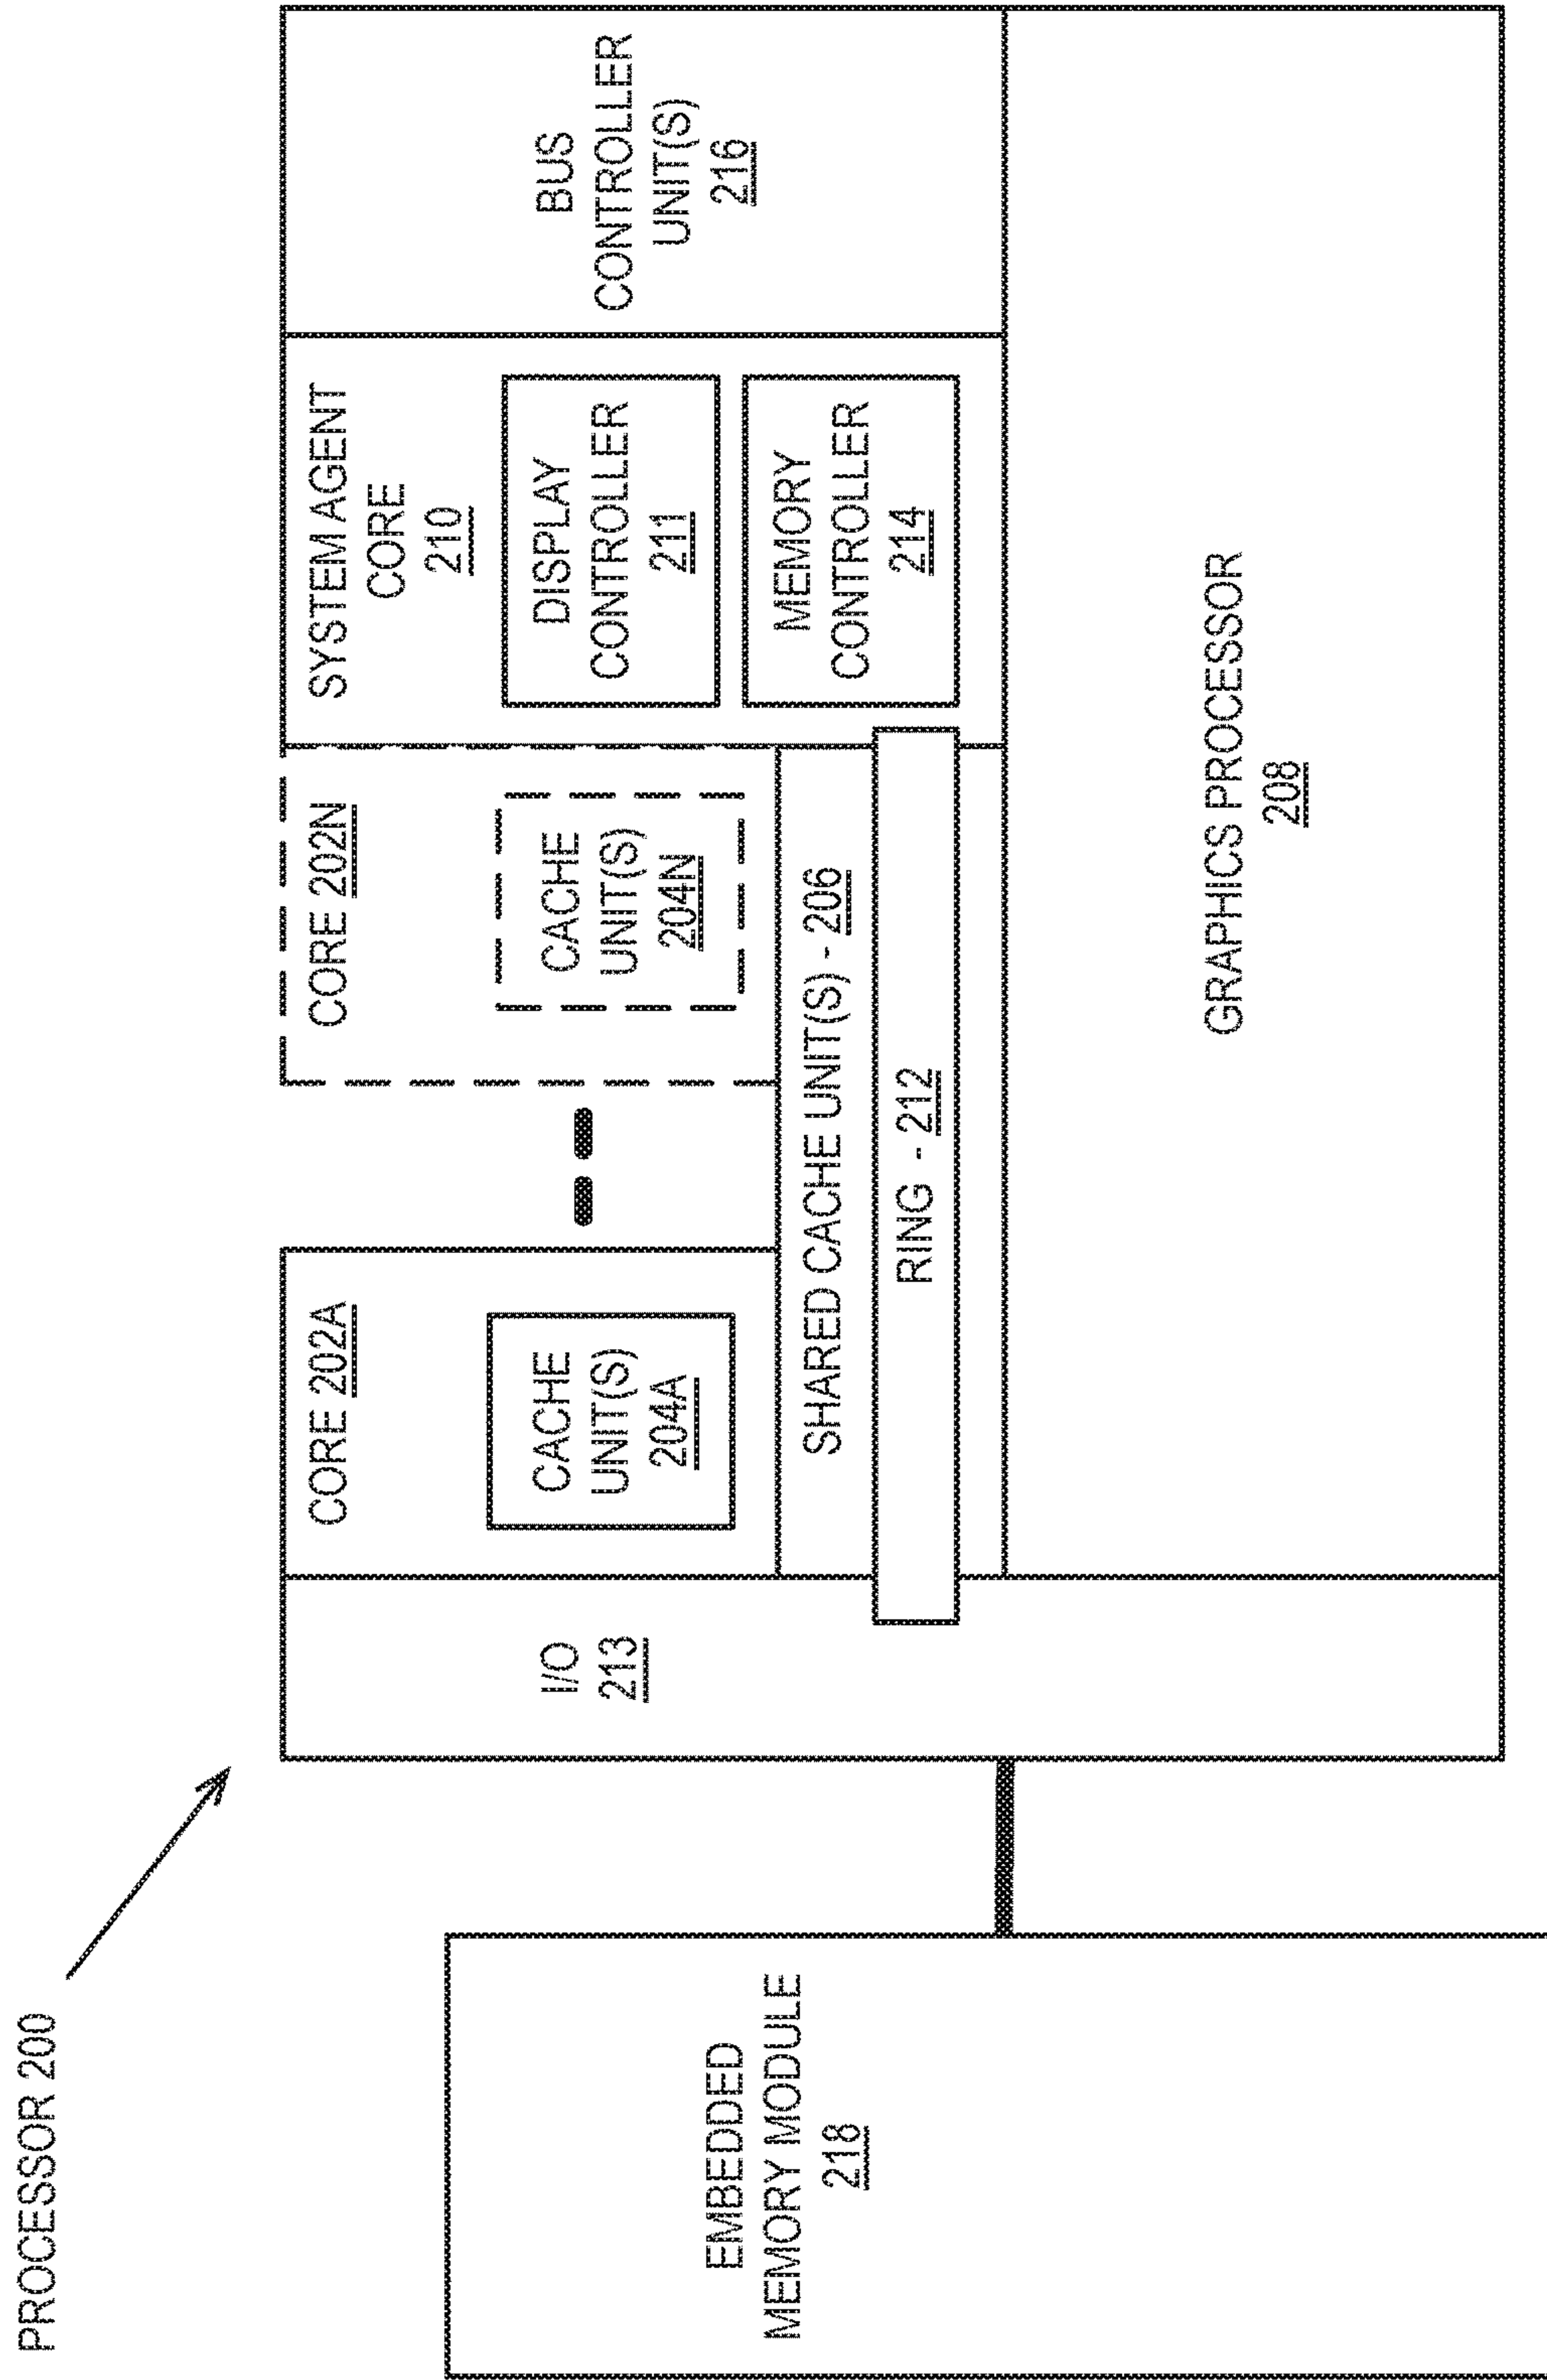 PROCESSOR 200
CORE 202A
CACHE
UNIT(S)
204A
CORE 202N
CACHE
UNIT(S)
204N
SYSTEM AGENT
CORE
210
DISPLAY
CONTROLLER
211
MEMORY
CONTROLLER
214
BUS
CONTROLLER
UNIT(S)
216
I/O
213
SHARED CACHE UNIT(S) - 206
RING - 212
EMBEDDED
MEMORY MODULE
218
GRAPHICS PROCESSOR
208